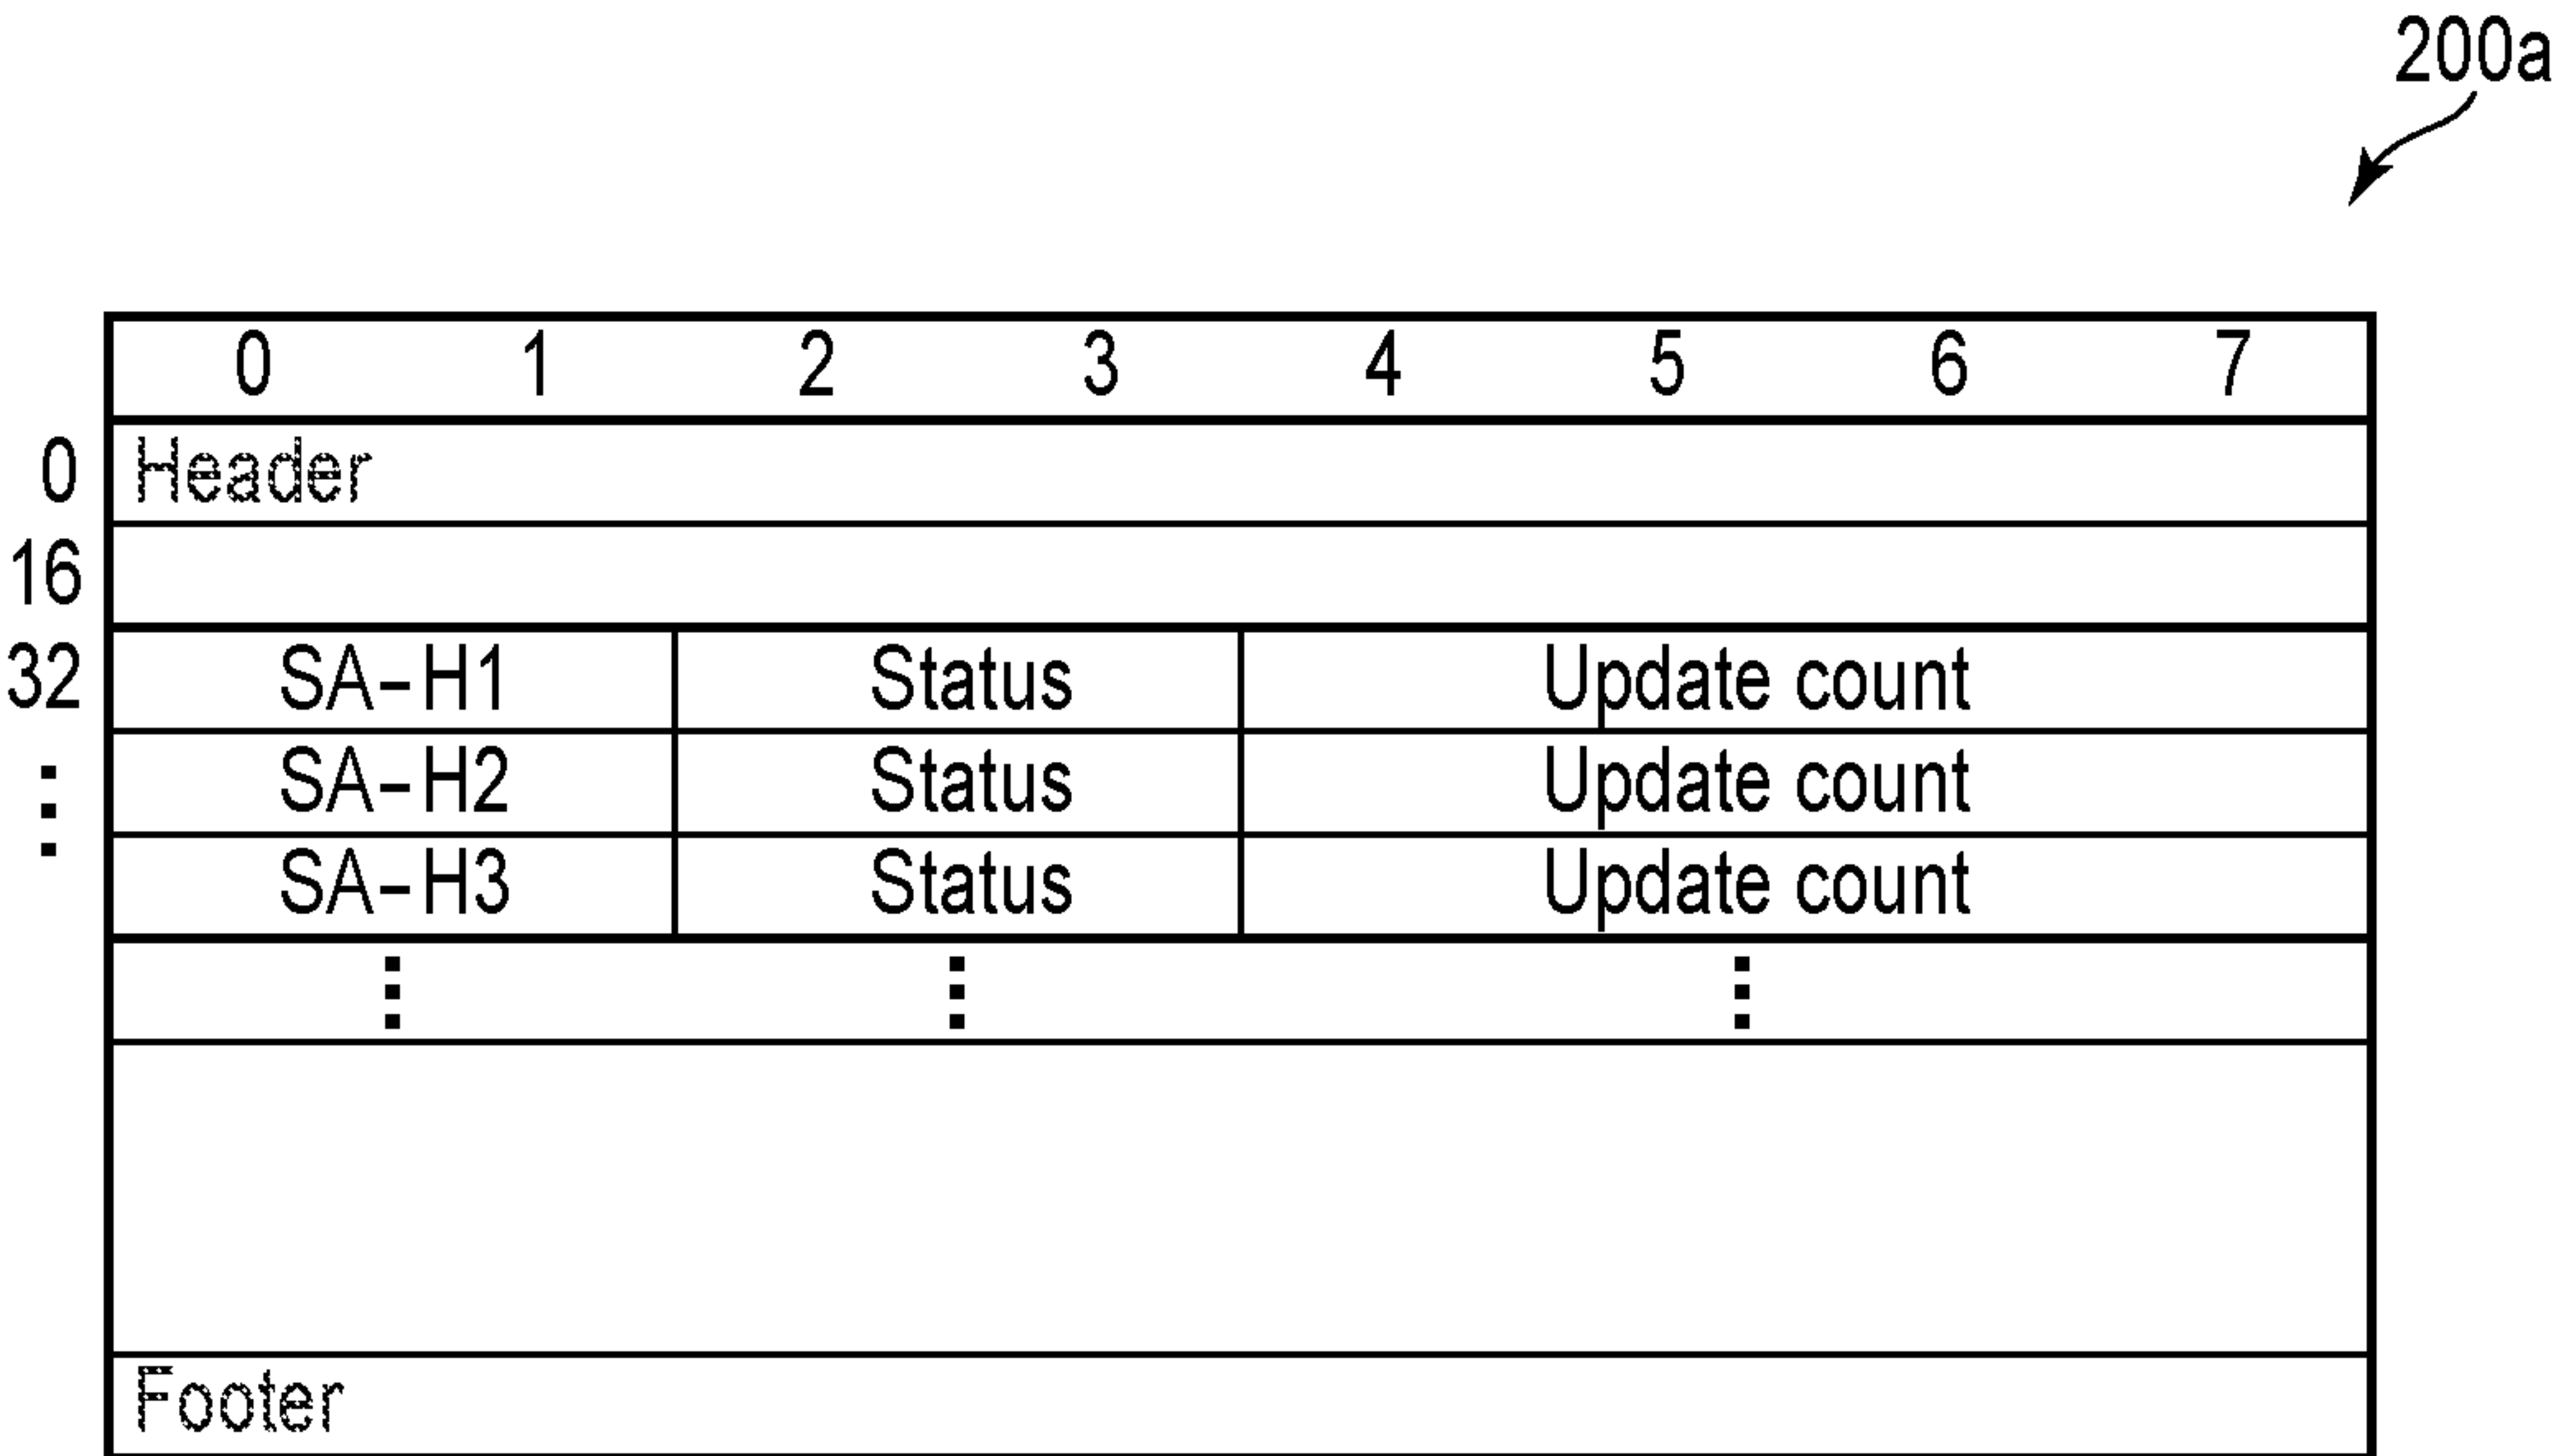 200a
0 1 2 3 4 5 6 7
0 Header
16
32 SA-H1 Status Update count
⋮ SA-H2 Status Update count
SA-H3 Status Update count
⋮ ⋮ ⋮
Footer